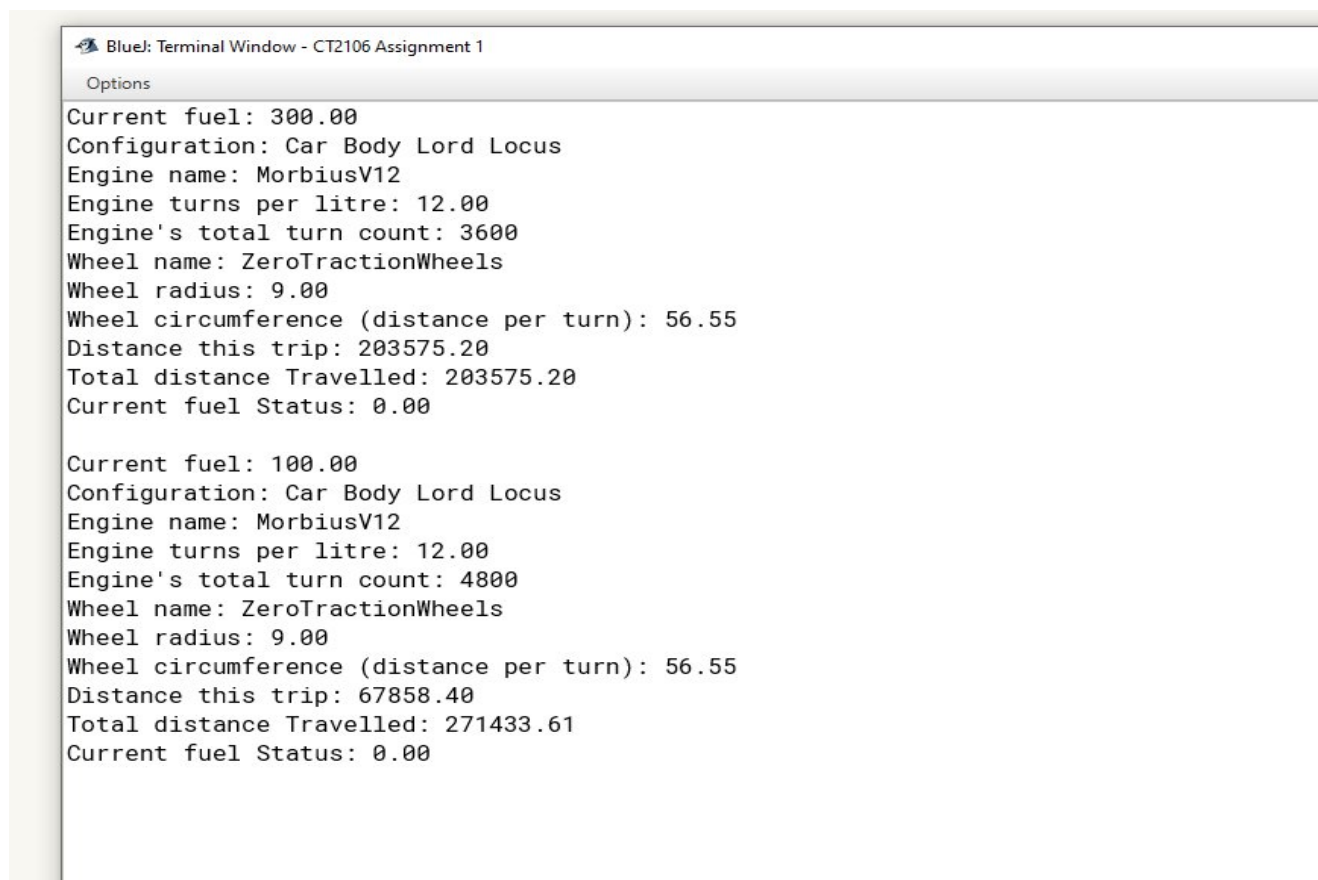 BlueJ: Terminal Window - CT2106 Assignment 1
Options
Current fuel: 300.00
Configuration: Car Body Lord Locus
Engine name: MorbiusV12
Engine turns per litre: 12.00
Engine's total turn count: 3600
Wheel name: ZeroTractionWheels
Wheel radius: 9.00
Wheel circumference (distance per turn): 56.55
Distance this trip: 203575.20
Total distance Travelled: 203575.20
Current fuel Status: 0.00
Current fuel: 100.00
Configuration: Car Body Lord Locus
Engine name: MorbiusV12
Engine turns per litre: 12.00
Engine's total turn count: 4800
Wheel name: ZeroTractionWheels
Wheel radius: 9.00
Wheel circumference (distance per turn): 56.55
Distance this trip: 67858.40
Total distance Travelled: 271433.61
Current fuel Status: 0.00